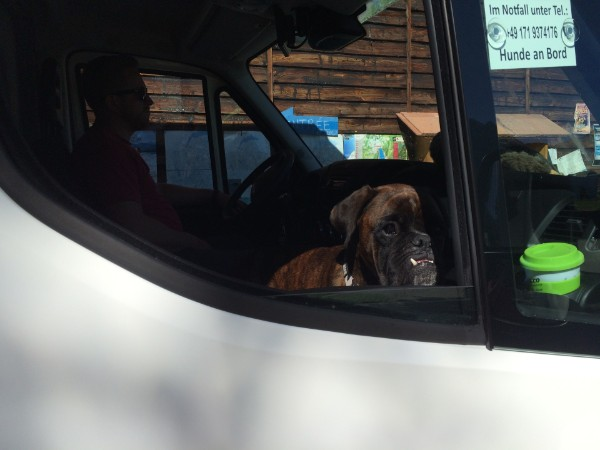 Im Notfall unter Tel.:
+49 171 9374176
Hunde an Bord